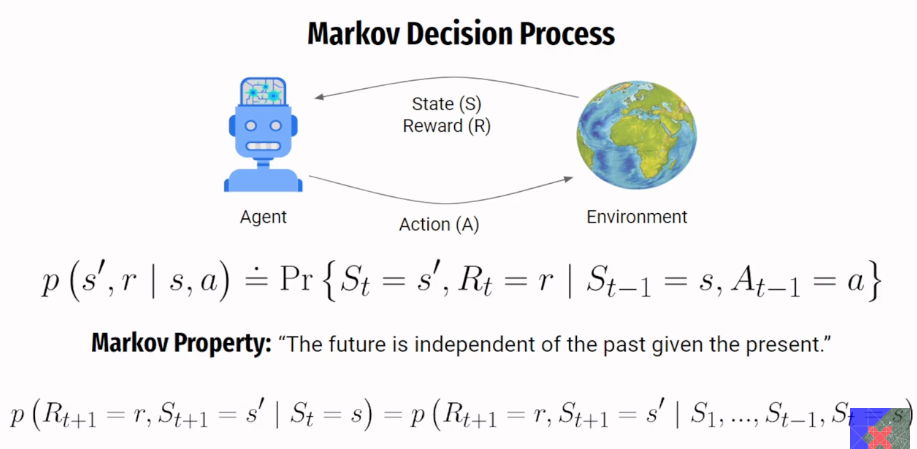 Markov Decision Process
State (S)
Reward (R)
Agent
Action (A)
Environment
p (s′, r | s, a) ≐ Pr {S_t = s′, R_t = r | S_{t−1} = s, A_{t−1} = a}
Markov Property: “The future is independent of the past given the present.”
p (R_{t+1} = r, S_{t+1} = s′ | S_t = s) = p (R_{t+1} = r, S_{t+1} = s′ | S_1, ..., S_{t−1}, S_t = s)